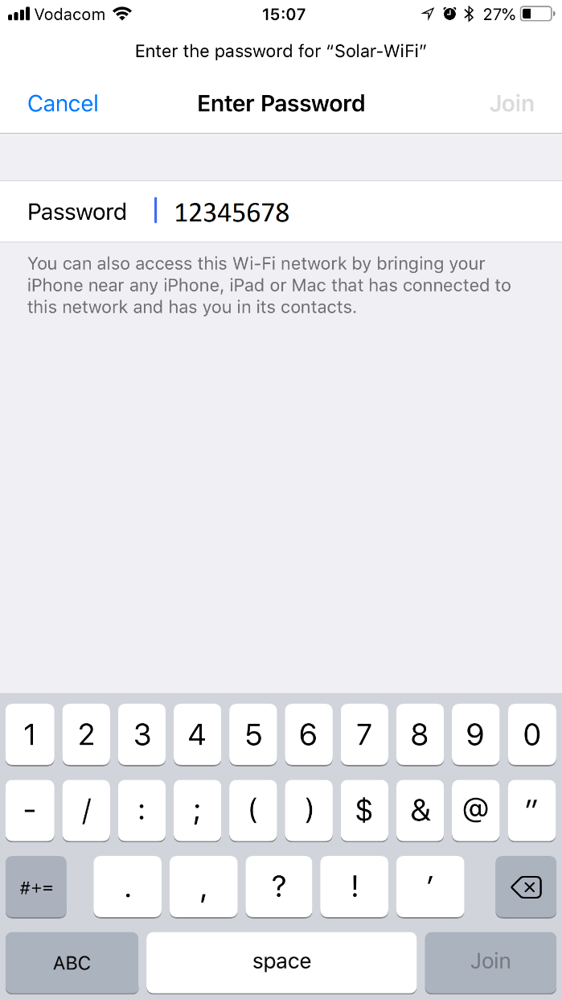 Vodacom 15:07 27%
Enter the password for “Solar-WiFi”
Cancel Enter Password Join
Password 12345678
You can also access this Wi-Fi network by bringing your
iPhone near any iPhone, iPad or Mac that has connected to
this network and has you in its contacts.
1 2 3 4 5 6 7 8 9 0
- / : ; ( ) $ & @ "
#+= . , ? ! '
ABC space Join